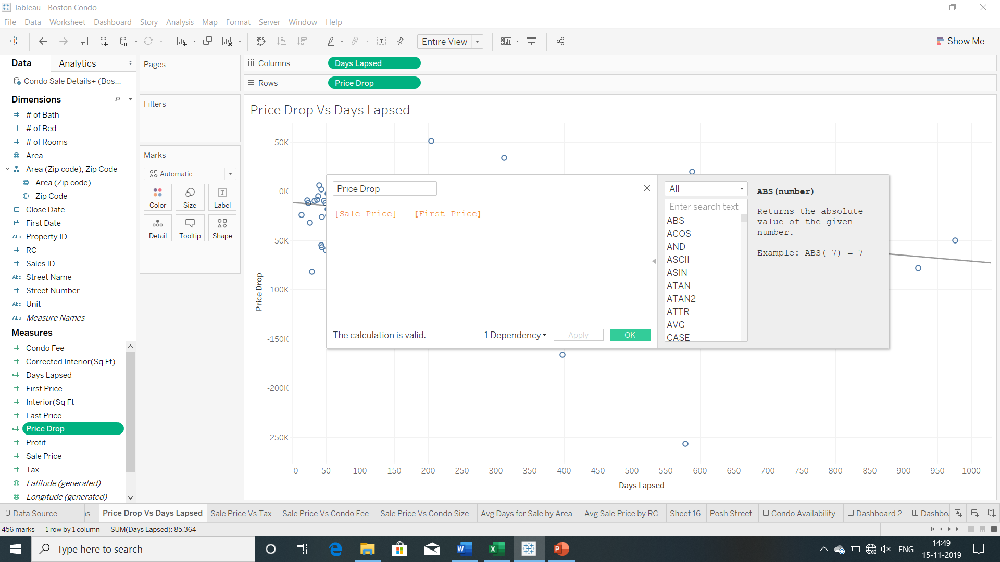 Tableau - Boston Condo
File Data Worksheet Dashboard Story Analysis Map Format Server Window Help
Entire View
Show Me
Data
Analytics
Condo Sale Details+ (Bos...
Dimensions
# of Bath
# of Bed
# of Rooms
Area
Area (Zip code), Zip Code
Area (Zip code)
Zip Code
Close Date
First Date
Abc Property ID
RC
Sales ID
Abc Street Name
Street Number
Abc Unit
Abc Measure Names
Measures
Condo Fee
Corrected Interior(Sq Ft)
Days Lapsed
First Price
Interior(Sq Ft
Last Price
Price Drop
Profit
Sale Price
Tax
Latitude (generated)
Longitude (generated)
Pages
Filters
Marks
Automatic
Color
Size
Label
Detail
Tooltip
Shape
Columns
Days Lapsed
Rows
Price Drop
Price Drop Vs Days Lapsed
50K
0K
-50K
-100K
-150K
-200K
-250K
Price Drop
0 50 100 150 200 250 300 350 400 450 500 550 600 650 700 750 800 850 900 950 1000
Days Lapsed
Price Drop
[Sale Price] - [First Price]
The calculation is valid.
1 Dependency
Apply
OK
All
Enter search text
ABS
ACOS
AND
ASCII
ASIN
ATAN
ATAN2
ATTR
AVG
CASE
ABS(number)
Returns the absolute
value of the given
number.
Example: ABS(-7) = 7
Data Source
ns
Price Drop Vs Days Lapsed
Sale Price Vs Tax
Sale Price Vs Condo Fee
Sale Price Vs Condo Size
Avg Days for Sale by Area
Avg Sale Price by RC
Sheet 16
Posh Street
Condo Availability
Dashboard 2
Dashboa
456 marks
1 row by 1 column
SUM(Days Lapsed): 85,364
Type here to search
ENG
14:49
15-11-2019